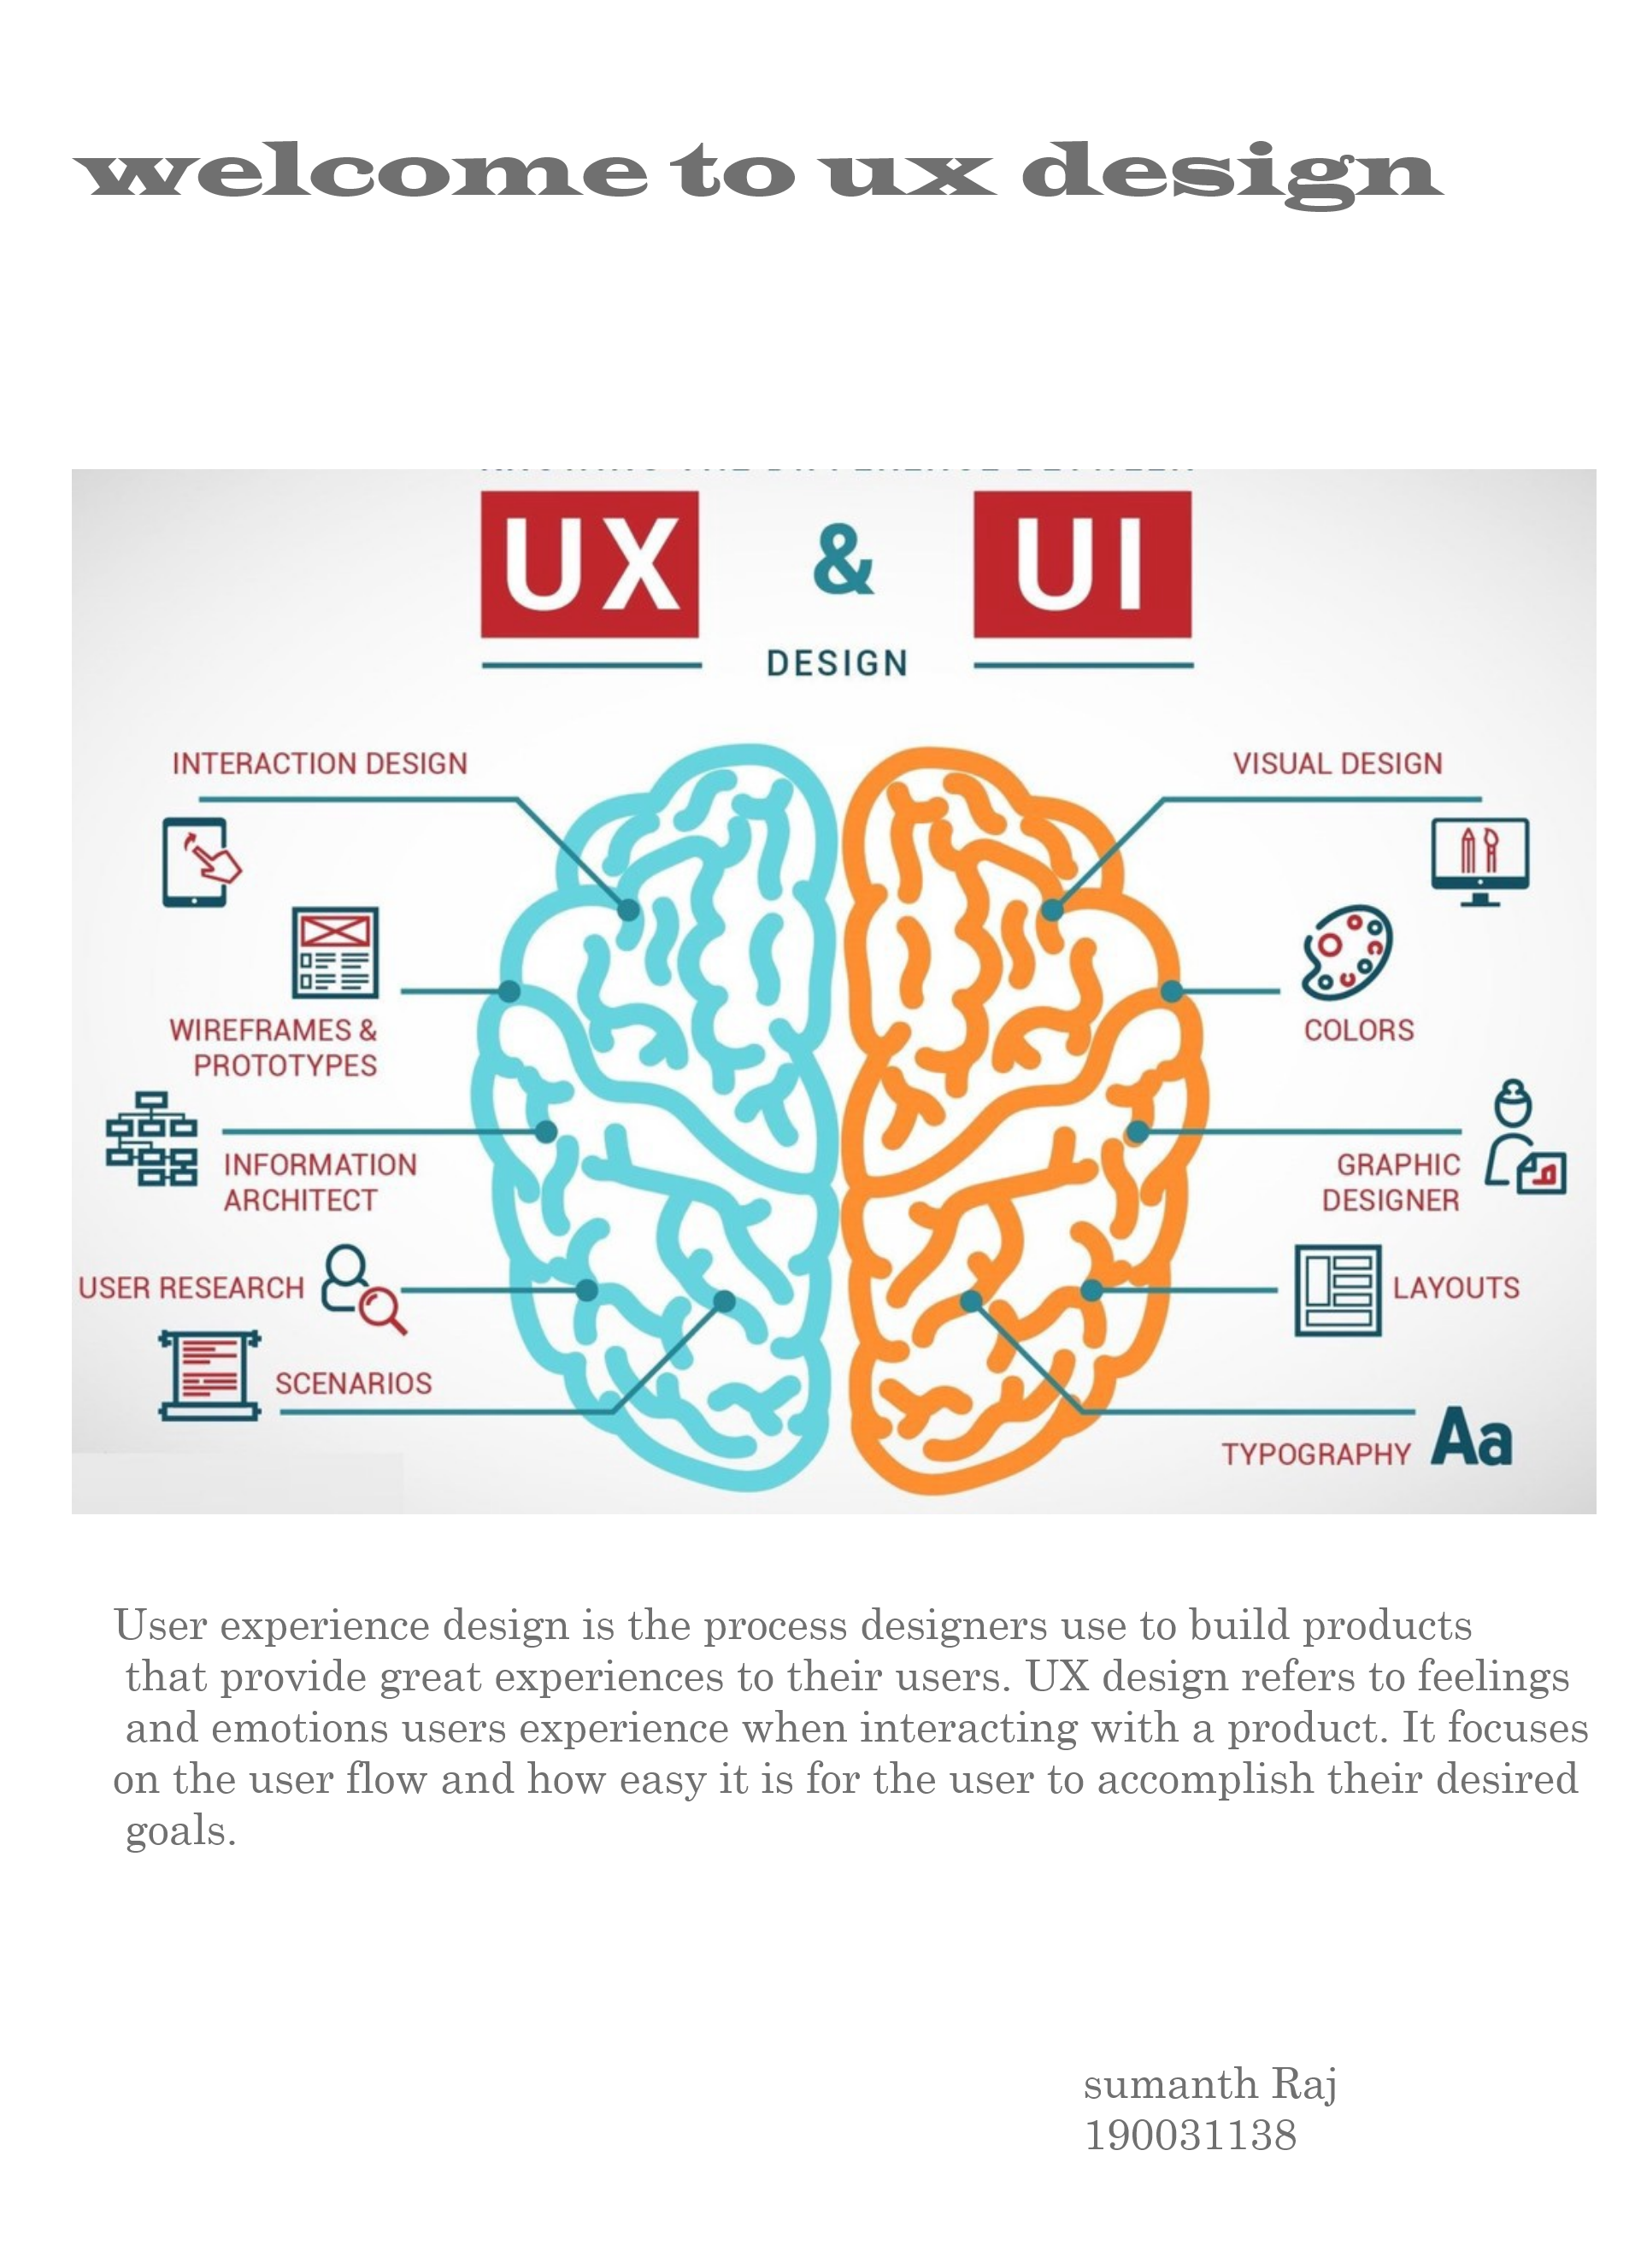 welcome to ux design
UX & UI
DESIGN
INTERACTION DESIGN
WIREFRAMES &
PROTOTYPES
INFORMATION
ARCHITECT
USER RESEARCH
SCENARIOS
VISUAL DESIGN
COLORS
GRAPHIC
DESIGNER
LAYOUTS
TYPOGRAPHY Aa
User experience design is the process designers use to build products
that provide great experiences to their users. UX design refers to feelings
and emotions users experience when interacting with a product. It focuses
on the user flow and how easy it is for the user to accomplish their desired
goals.
sumanth Raj
190031138